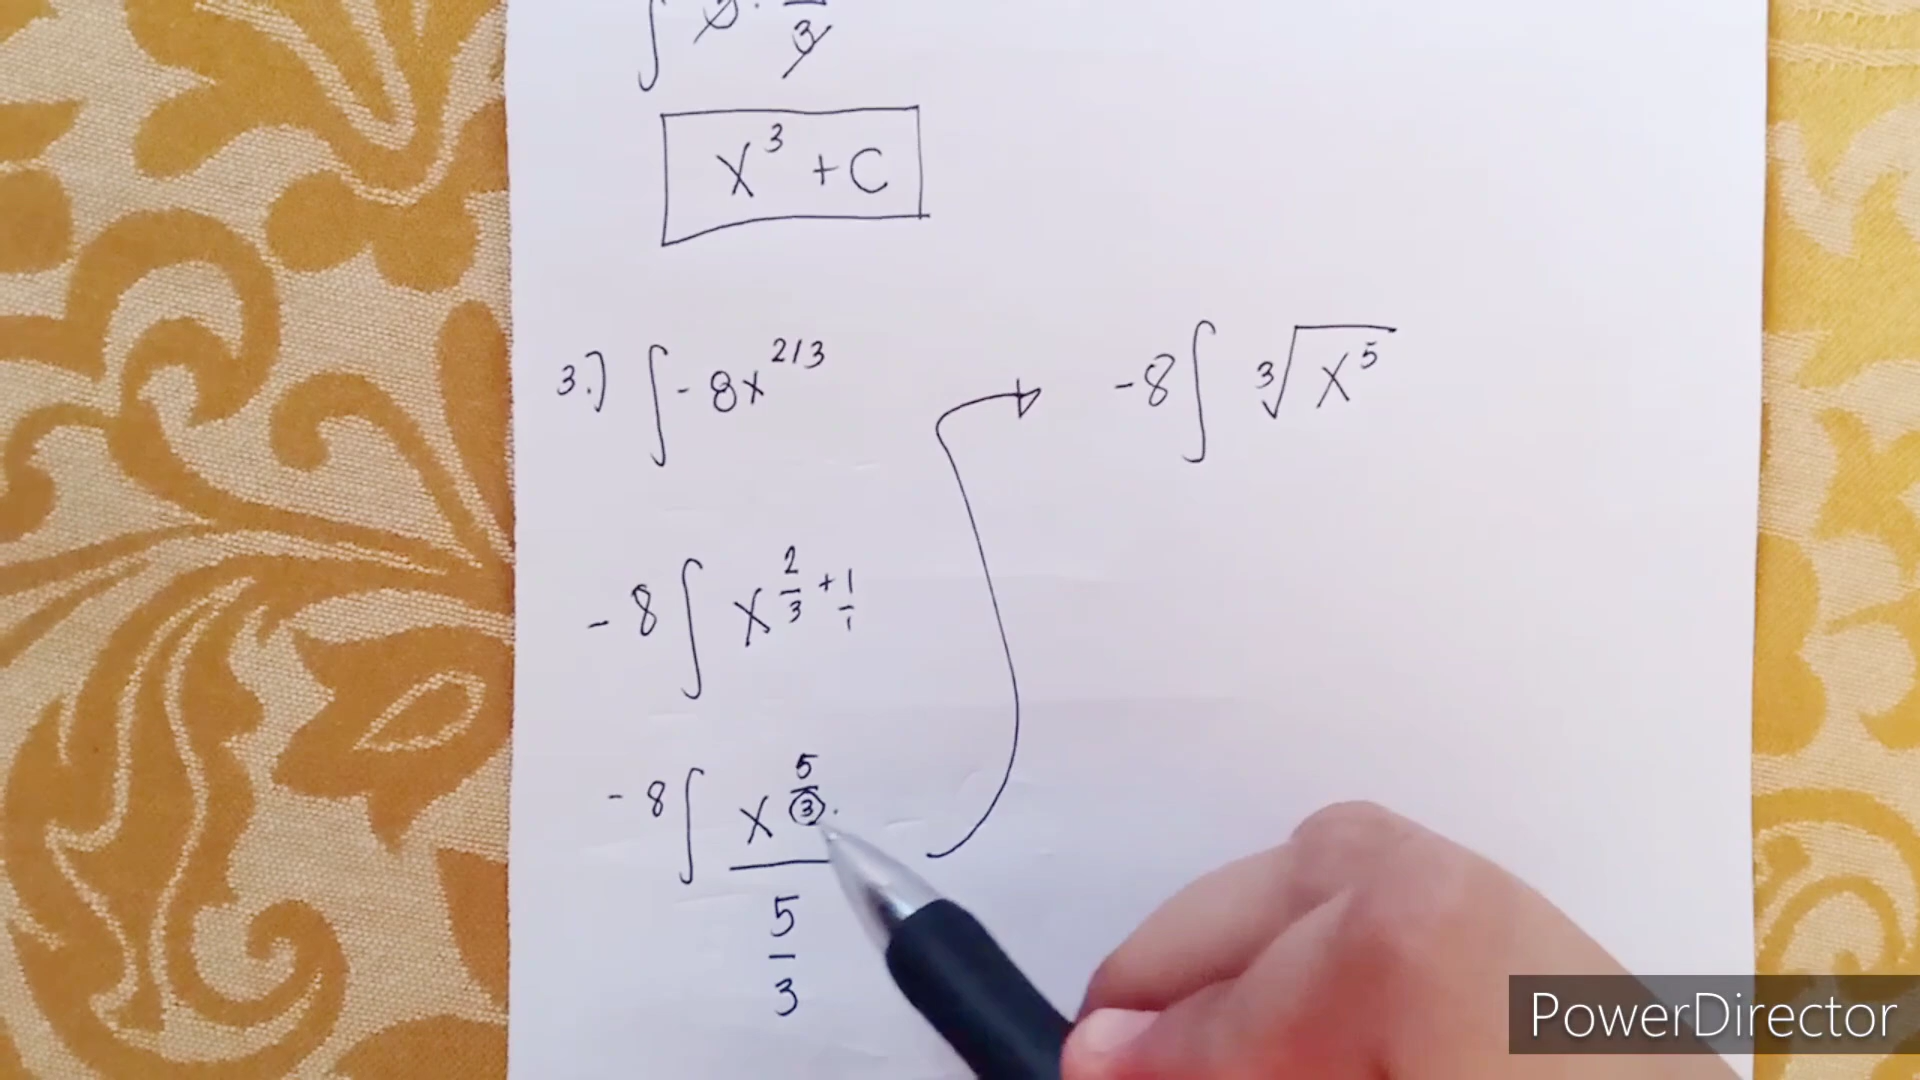 ∫ 3
X³ + C
3.) ∫-8x^2/3
-8∫ ∛X⁵
-8∫ X^2/3 + 1/1
-8∫ X^5/3
5/3
PowerDirector